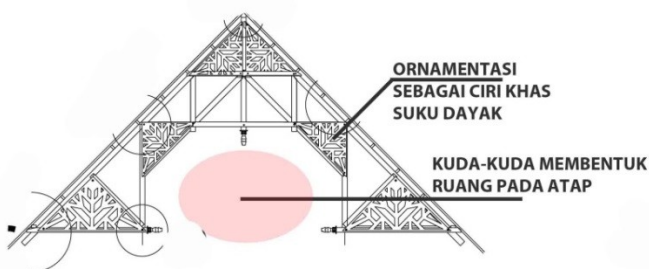 ORNAMENTASI
SEBAGAI CIRI KHAS
SUKU DAYAK
KUDA-KUDA MEMBENTUK
RUANG PADA ATAP